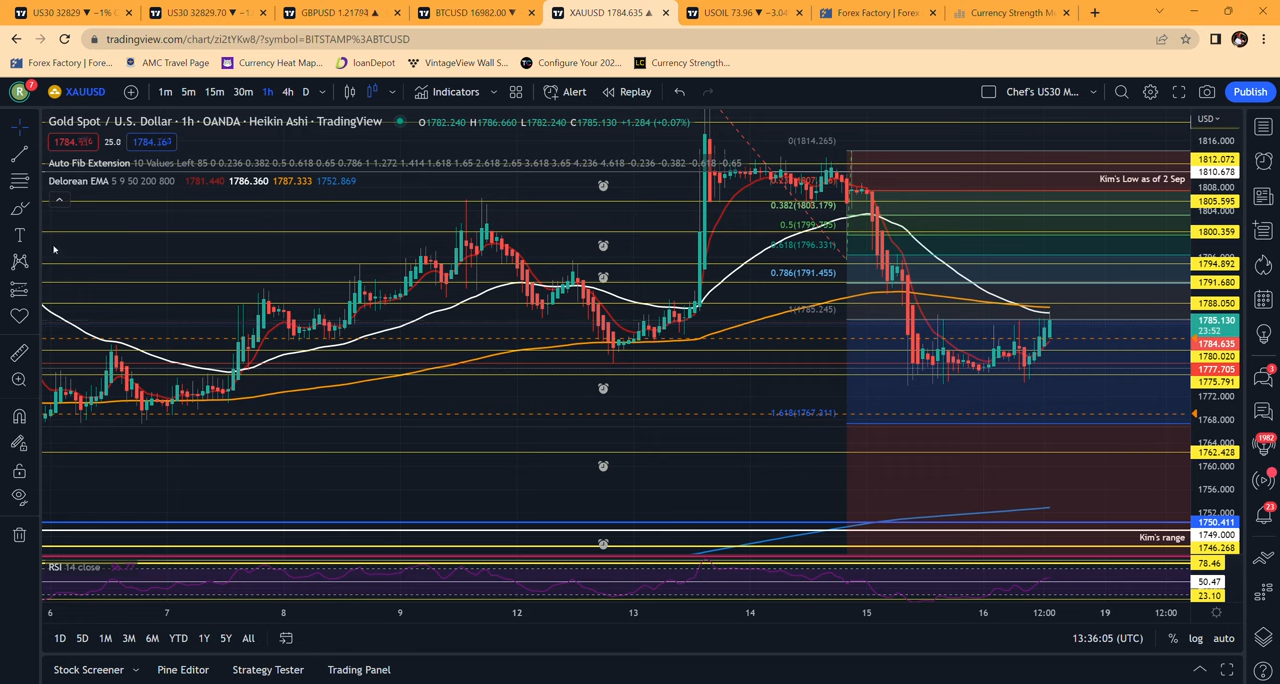 US30 32829 ▼ −1% C
US30 32829.70 ▼ −1.
GBPUSD 1.21794 ▲
BTCUSD 16982.00 ▼
XAUUSD 1784.635 ▲
USOIL 73.96 ▼ −3.04
Forex Factory | Forex
Currency Strength M
tradingview.com/chart/zi2tYKw8/?symbol=BITSTAMP%3ABTCUSD
Forex Factory | Fore...
AMC Travel Page
Currency Heat Map...
loanDepot
VintageView Wall S...
Configure Your 202...
Currency Strength...
R
7
XAUUSD
1m 5m 15m 30m 1h 4h D
Indicators
Alert
Replay
Chef's US30 M...
Publish
Gold Spot / U.S. Dollar · 1h · OANDA · Heikin Ashi · TradingView
O1782.240 H1786.660 L1782.240 C1785.130 +1.284 (+0.07%)
USD
25.0
Auto Fib Extension 10 Values Left 85 0 0.236 0.382 0.5 0.618 0.65 0.786 1 1.272 1.414 1.618 1.65 2.618 2.65 3.618 3.65 4.236 4.618 -0.236 -0.382 -0.618 -0.65
Delorean EMA 5 9 50 200 800 1781.440 1786.360 1787.333 1752.869
0(1814.265)
0.382(1803.179)
0.618(1796.331)
0.786(1791.455)
1(1785.245)
1.618(1767.311)
Kim's Low as of 2 Sep
Kim's range
1816.000
1812.072
1810.678
1808.000
1805.595
1804.000
1800.359
1794.892
1791.680
1788.050
1785.130
23:52
1784.635
1780.020
1777.705
1775.791
1772.000
1768.000
1764.000
1762.428
1760.000
1756.000
1752.000
1750.411
1749.000
1746.268
RSI 14 close
78.46
50.47
23.10
6 7 8 9 12 13 14 15 16 12:00 19 12:00
3
1982
23
1D 5D 1M 3M 6M YTD 1Y 5Y All
13:36:05 (UTC)
% log auto
Stock Screener
Pine Editor
Strategy Tester
Trading Panel